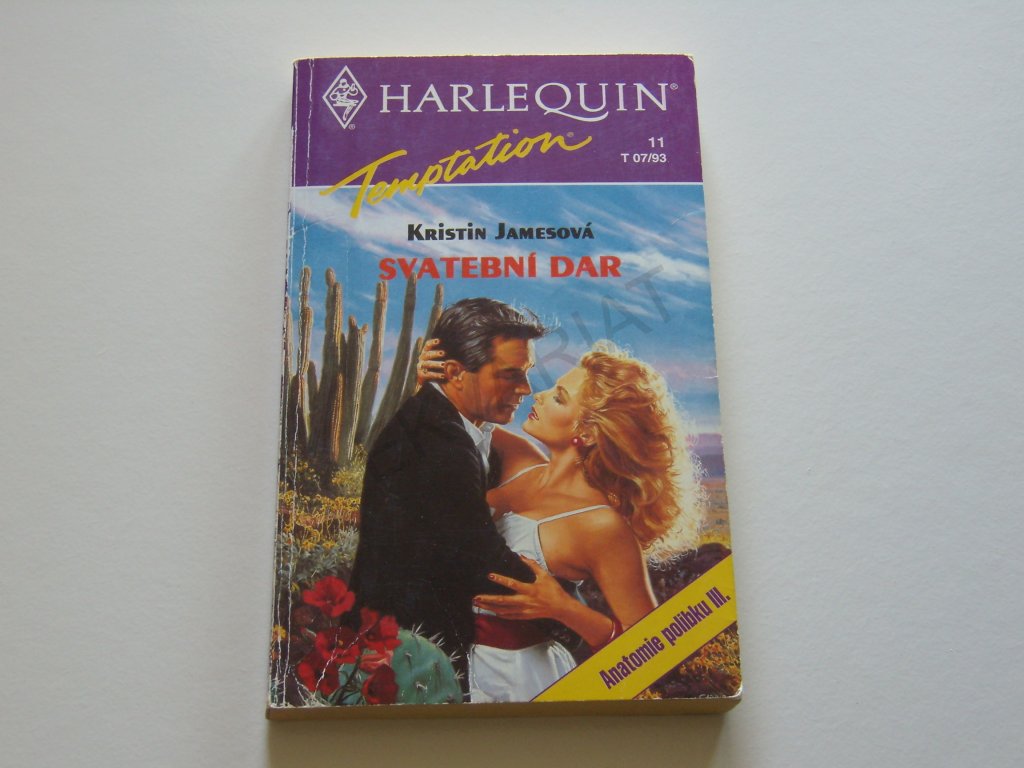 HARLEQUIN®
Temptation®
11
T 07/93
KRISTIN JAMESOVÁ
SVATEBNÍ DAR
Anatomie polibku III.